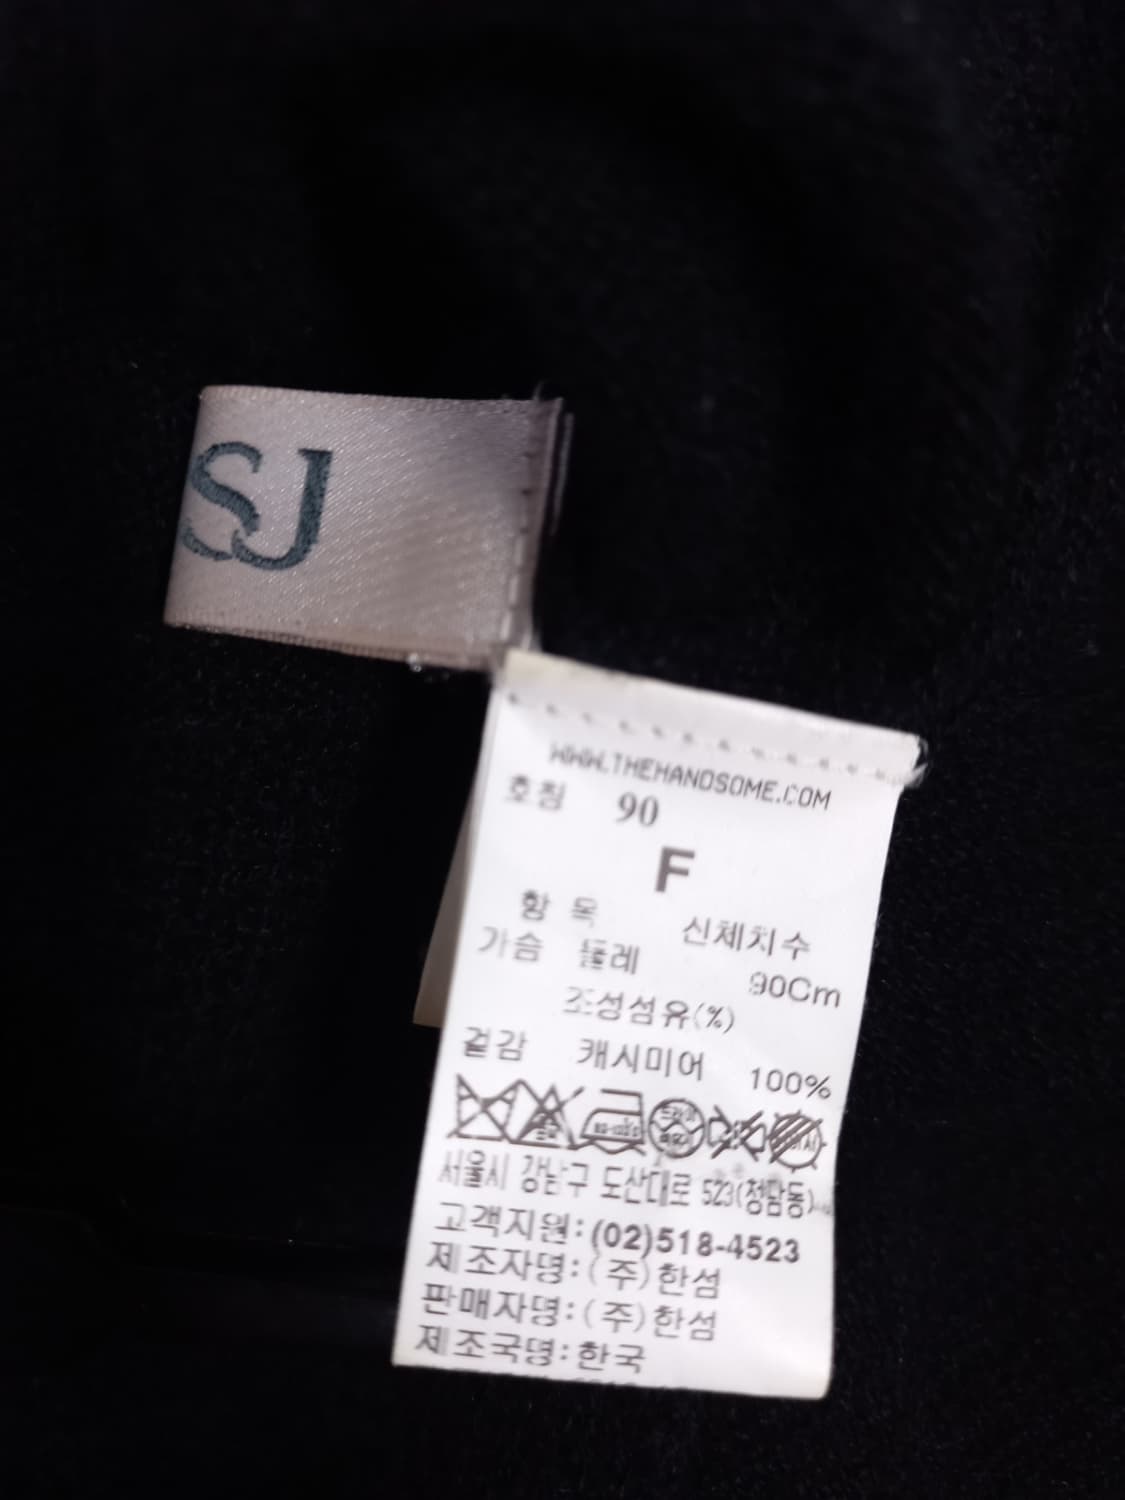 SJ
WWW.THEHANDSOME.COM
호칭 90
F
항 목 신체치수
가슴 둘레 90Cm
조성섬유(%)
겉감 캐시미어 100%
서울시 강남구 도산대로 523(청담동)
고객지원:(02)518-4523
제조자명:(주)한섬
판매자명:(주)한섬
제조국명:한국